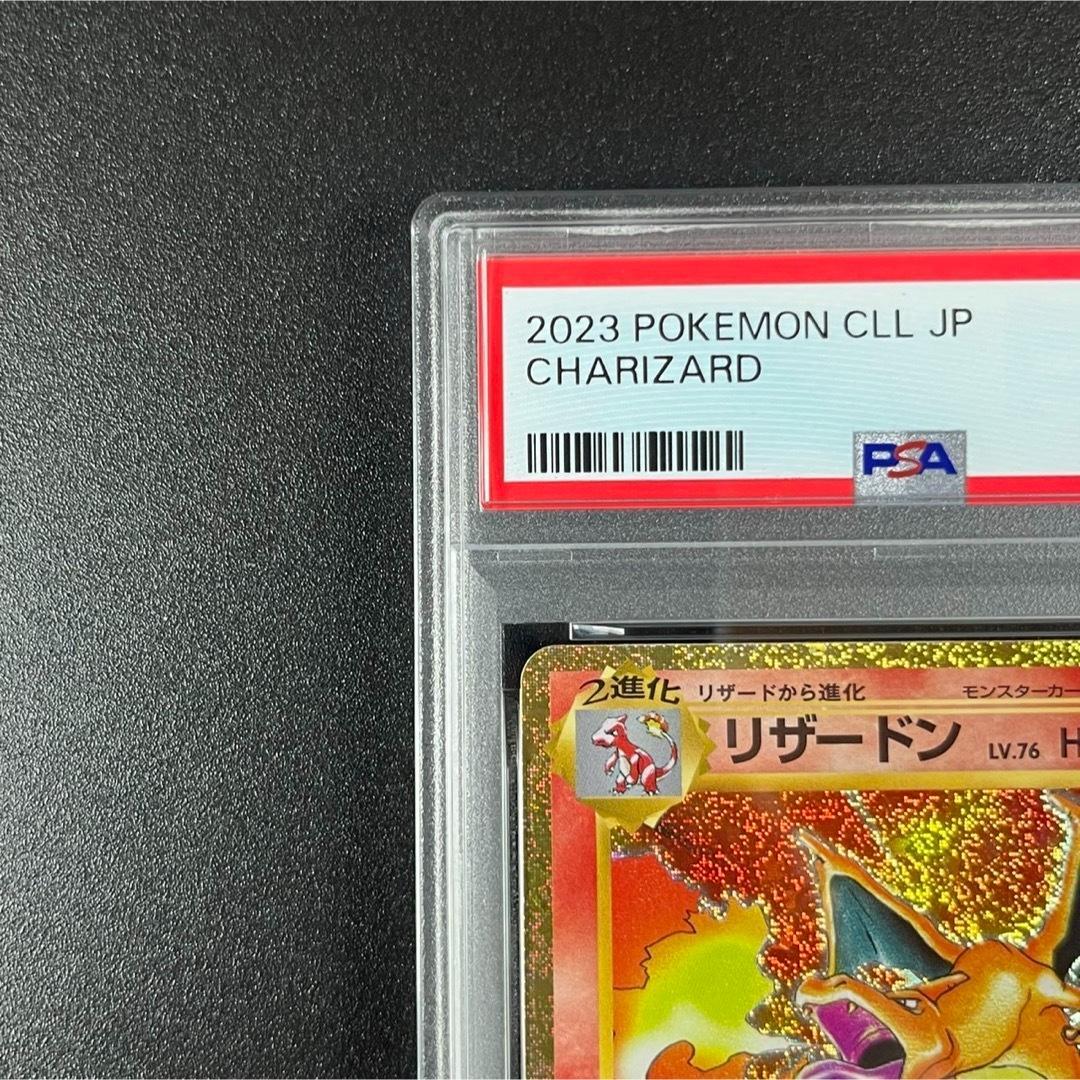 2023 POKEMON CLL JP
CHARIZARD
PSA
2進化
リザードから進化
モンスターカー
リザードン LV.76 H